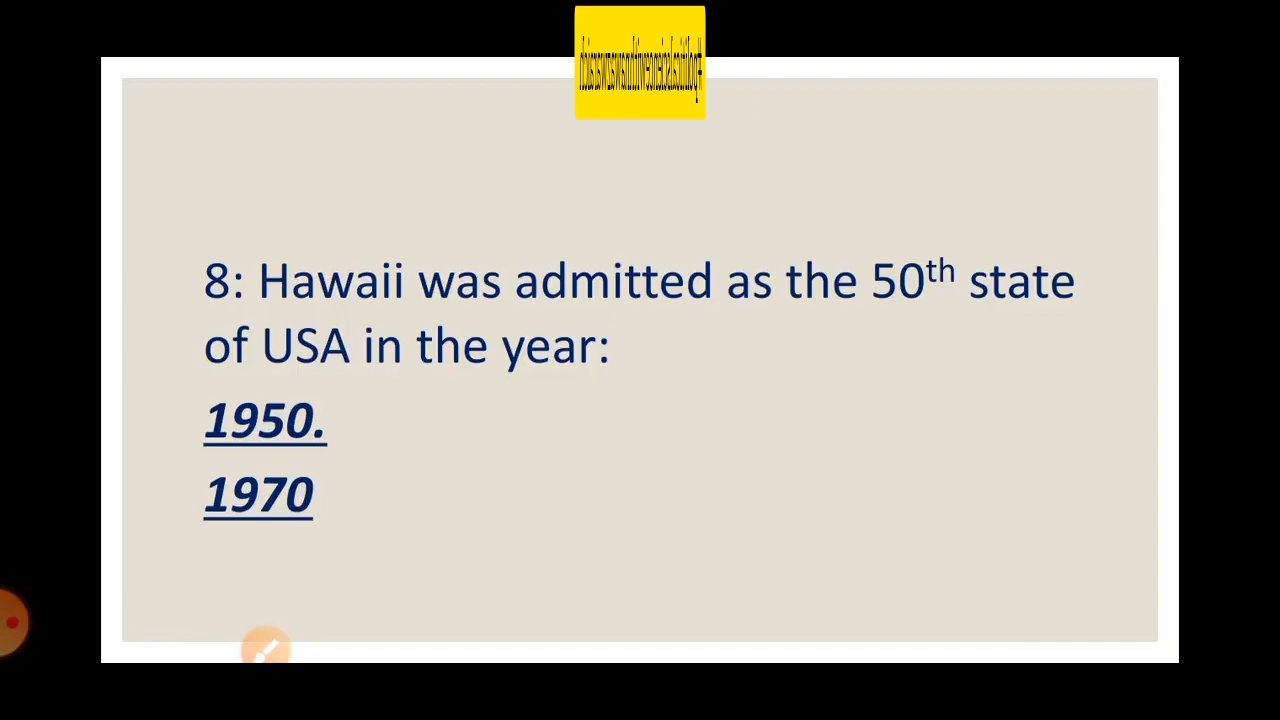 8: Hawaii was admitted as the 50th state
of USA in the year:
1950.
1970